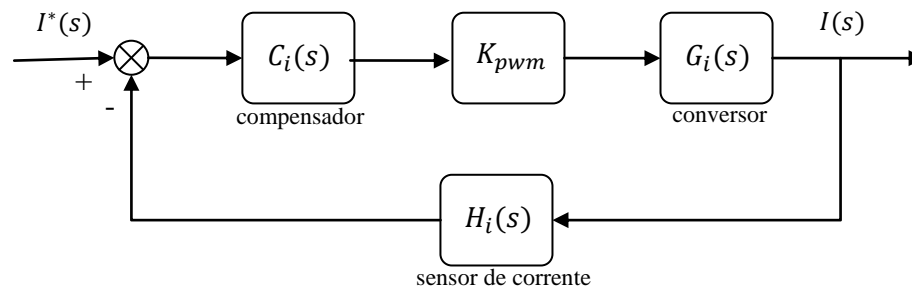 I*(s)
+
-
C_i(s)
compensador
K_pwm
G_i(s)
conversor
I(s)
H_i(s)
sensor de corrente